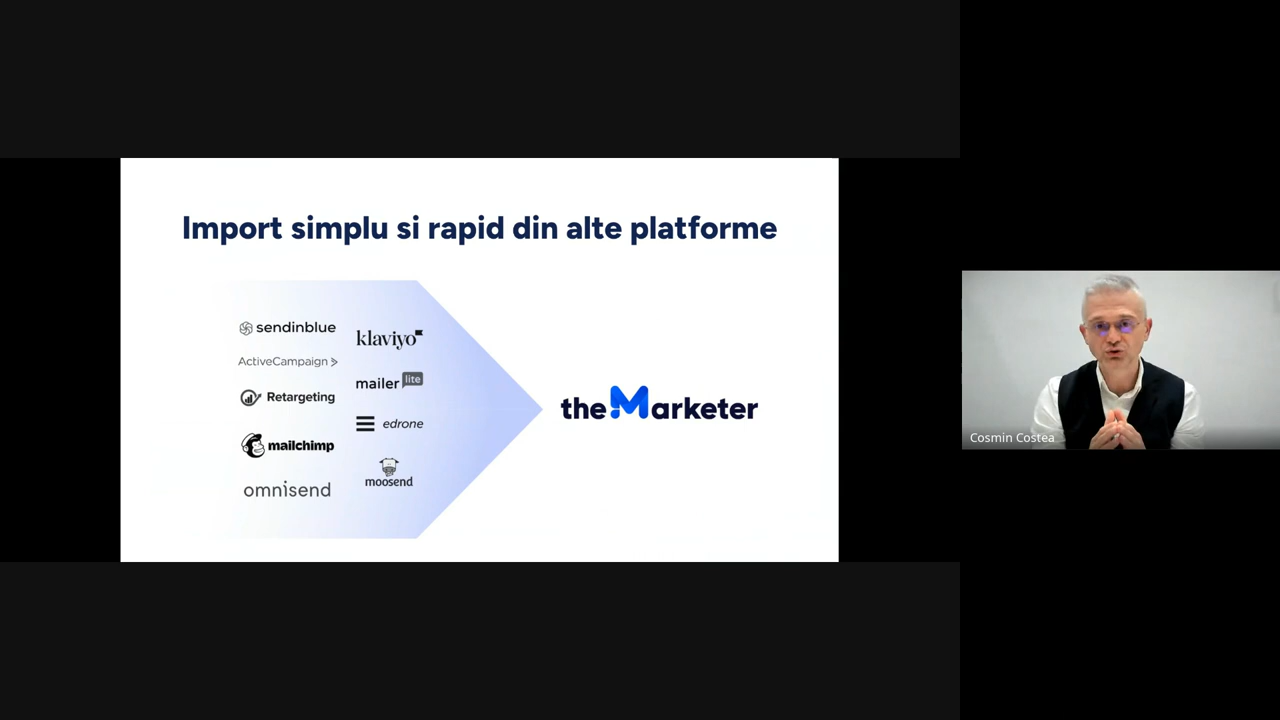 Import simplu si rapid din alte platforme
sendinblue
ActiveCampaign
Retargeting
mailchimp
omnisend
klaviyo
mailer lite
edrone
moosend
theMarketer
Cosmin Costea